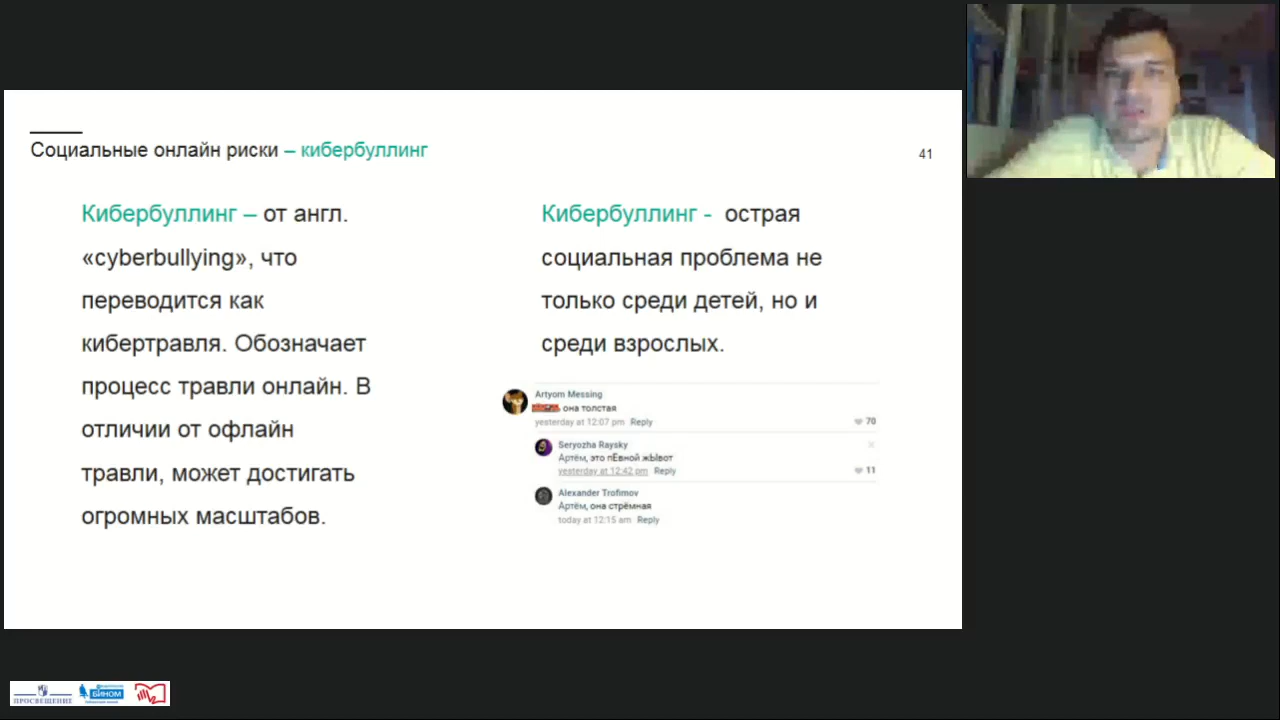 Социальные онлайн риски – кибербуллинг
41
Кибербуллинг – от англ.
«cyberbullying», что
переводится как
кибертравля. Обозначает
процесс травли онлайн. В
отличии от офлайн
травли, может достигать
огромных масштабов.
Кибербуллинг - острая
социальная проблема не
только среди детей, но и
среди взрослых.
Artyom Messing
она толстая
yesterday at 12:07 pm Reply
70
Seryozha Raysky
Артём, это пЕвной жЫвот
yesterday at 12:42 pm Reply
11
Alexander Trofimov
Артём, она стрёмная
today at 12:15 am Reply
ПРОСВЕЩЕНИЕ
БИНОМ